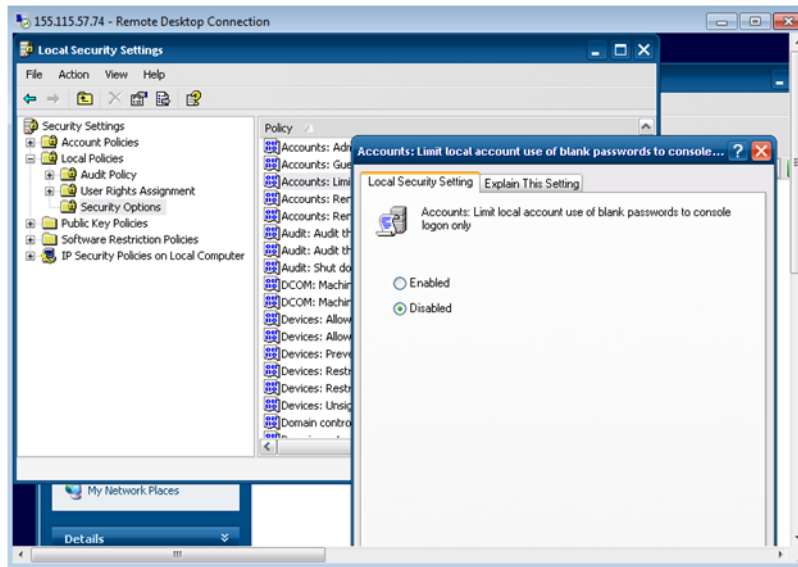 155.115.57.74 - Remote Desktop Connection
Local Security Settings
File Action View Help
Security Settings
Account Policies
Local Policies
Audit Policy
User Rights Assignment
Security Options
Public Key Policies
Software Restriction Policies
IP Security Policies on Local Computer
Policy
Accounts: Adm
Accounts: Gue
Accounts: Limi
Accounts: Ren
Accounts: Ren
Audit: Audit th
Audit: Audit th
Audit: Shut do
DCOM: Machin
DCOM: Machin
Devices: Allow
Devices: Allow
Devices: Preve
Devices: Restr
Devices: Restr
Devices: Unsig
Domain contro
Accounts: Limit local account use of blank passwords to console...
Local Security Setting Explain This Setting
Accounts: Limit local account use of blank passwords to console
logon only
Enabled
Disabled
My Network Places
Details